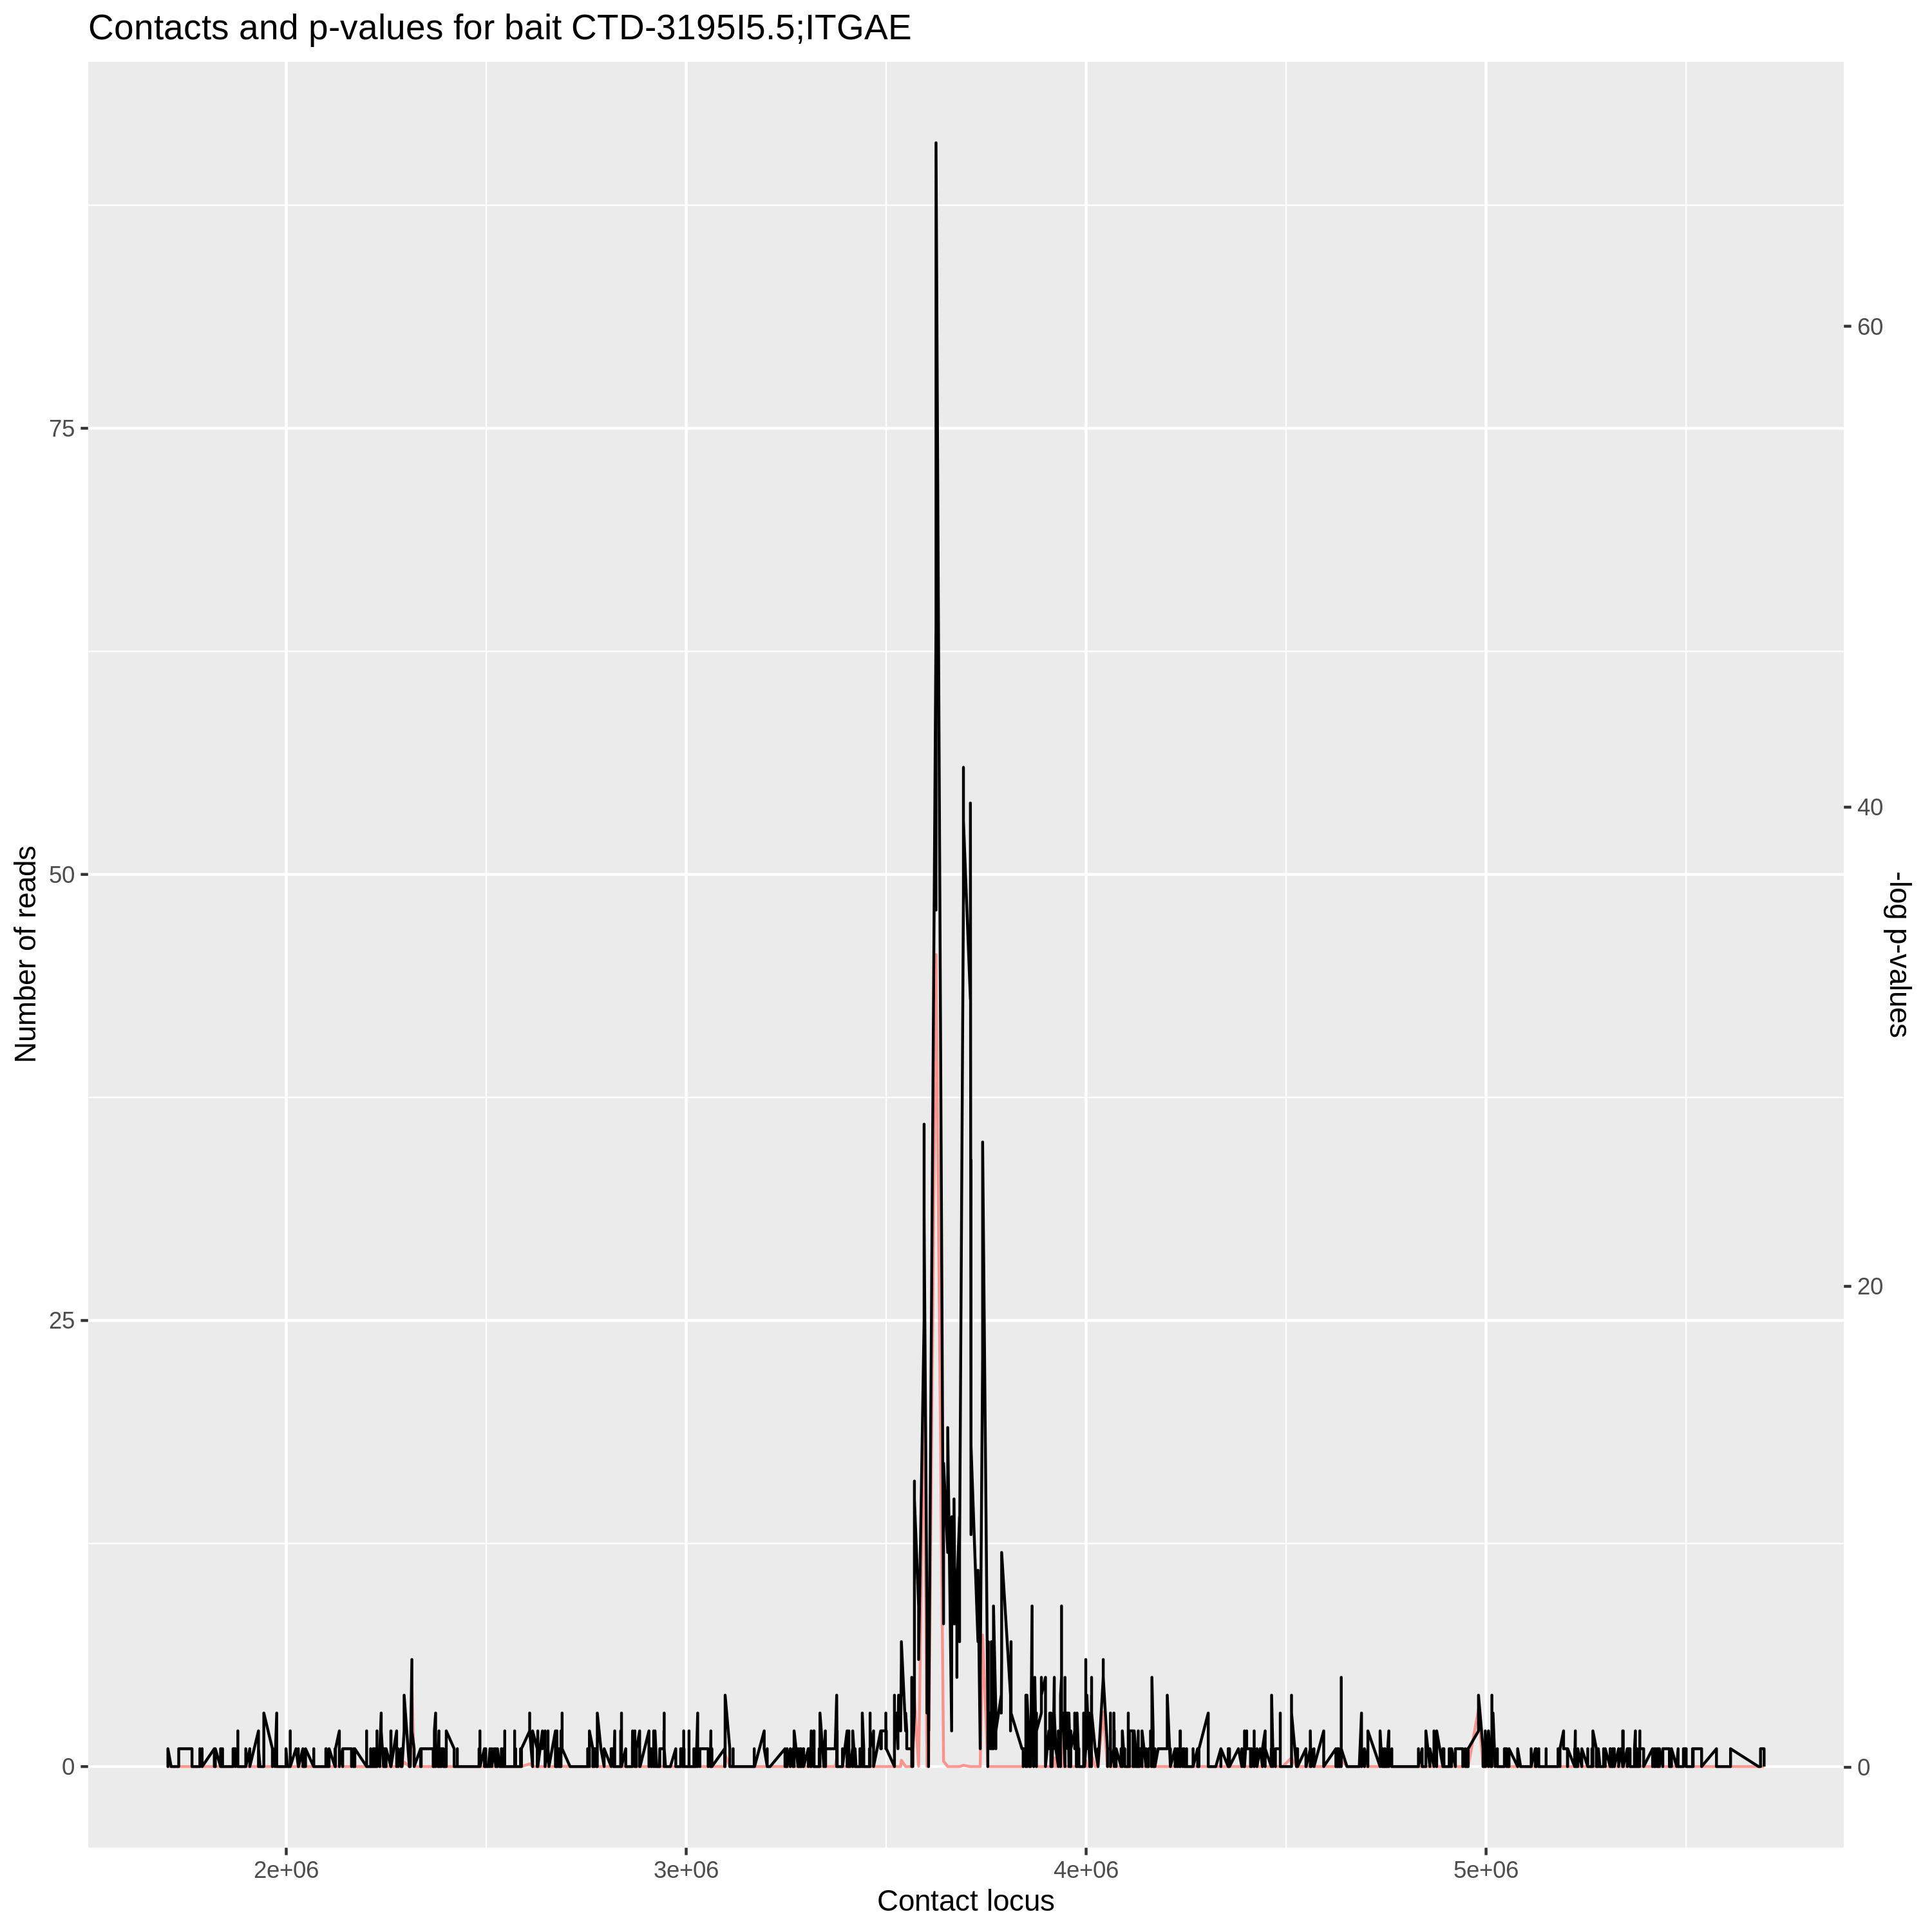 Contacts and p-values for bait CTD-3195I5.5;ITGAE
Number of reads
75
50
25
0
60
40
20
0
-log p-values
2e+06
3e+06
4e+06
5e+06
Contact locus